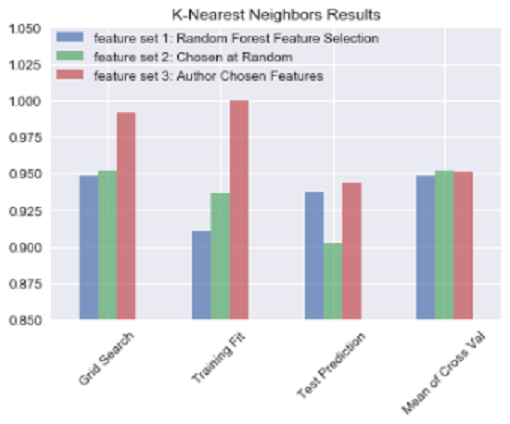 K-Nearest Neighbors Results
feature set 1: Random Forest Feature Selection
feature set 2: Chosen at Random
feature set 3: Author Chosen Features
1.050
1.025
1.000
0.975
0.950
0.925
0.900
0.875
0.850
Grid Search
Training Fit
Test Prediction
Mean of Cross Val